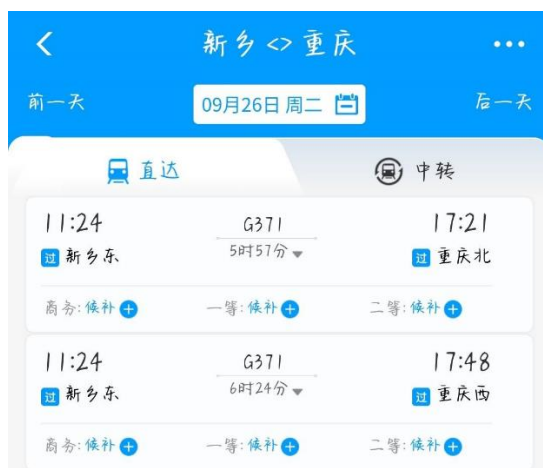 新乡<>重庆
前一天 09月26日 周二 后一天
直达 中转
11:24 G371 17:21
过 新乡东 5时57分 过 重庆北
商务:候补 一等:候补 二等:候补
11:24 G371 17:48
过 新乡东 6时24分 过 重庆西
商务:候补 一等:候补 二等:候补